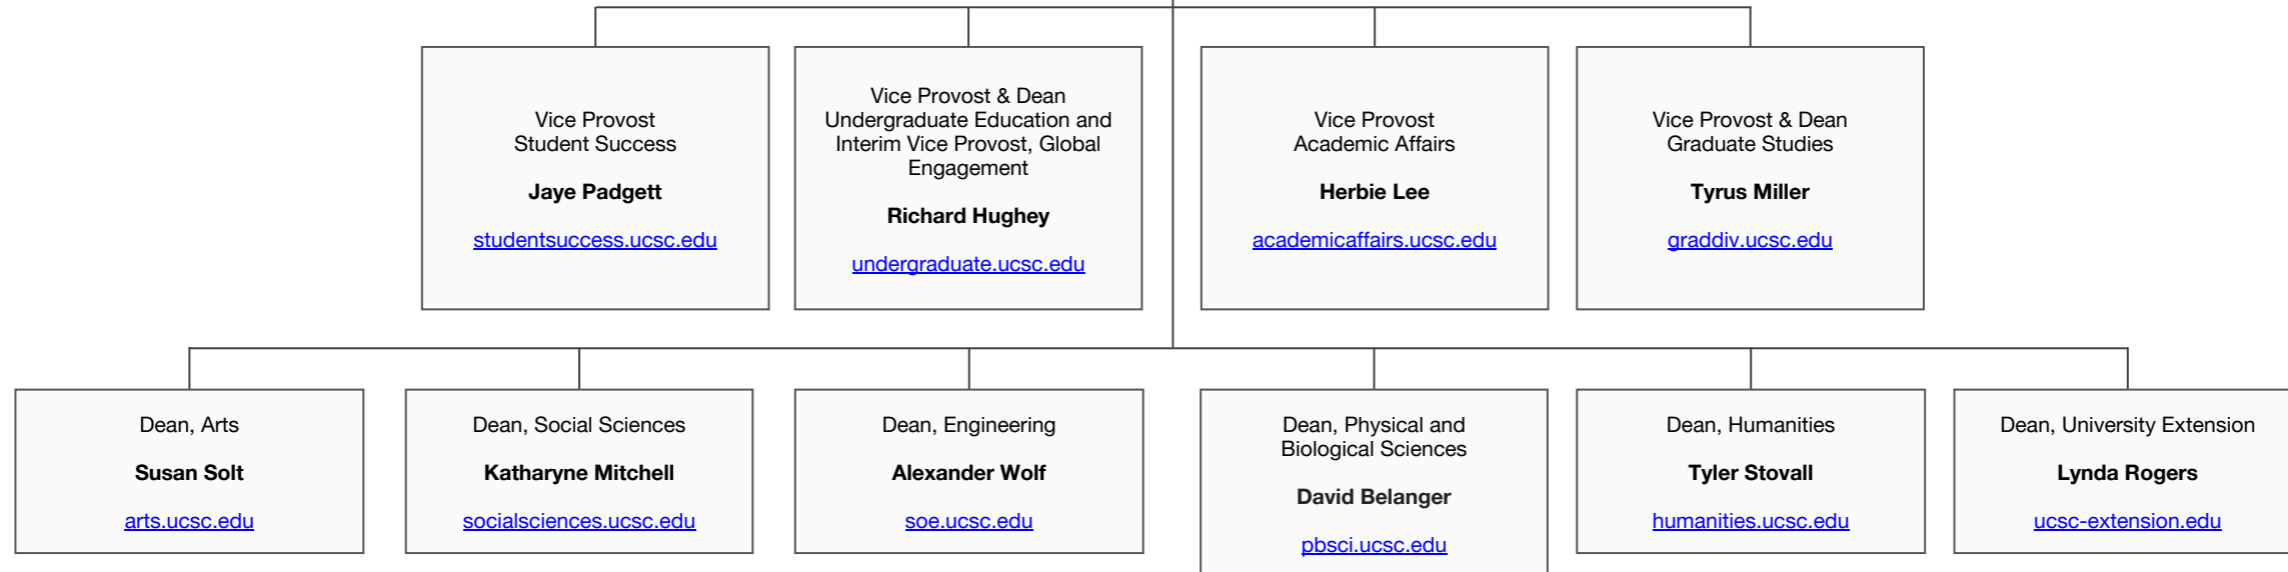 Vice Provost
Student Success
Jaye Padgett
studentsuccess.ucsc.edu
Vice Provost & Dean
Undergraduate Education and
Interim Vice Provost, Global
Engagement
Richard Hughey
undergraduate.ucsc.edu
Vice Provost
Academic Affairs
Herbie Lee
academicaffairs.ucsc.edu
Vice Provost & Dean
Graduate Studies
Tyrus Miller
graddiv.ucsc.edu
Dean, Arts
Susan Solt
arts.ucsc.edu
Dean, Social Sciences
Katharyne Mitchell
socialsciences.ucsc.edu
Dean, Engineering
Alexander Wolf
soe.ucsc.edu
Dean, Physical and
Biological Sciences
David Belanger
pbsci.ucsc.edu
Dean, Humanities
Tyler Stovall
humanities.ucsc.edu
Dean, University Extension
Lynda Rogers
ucsc-extension.edu